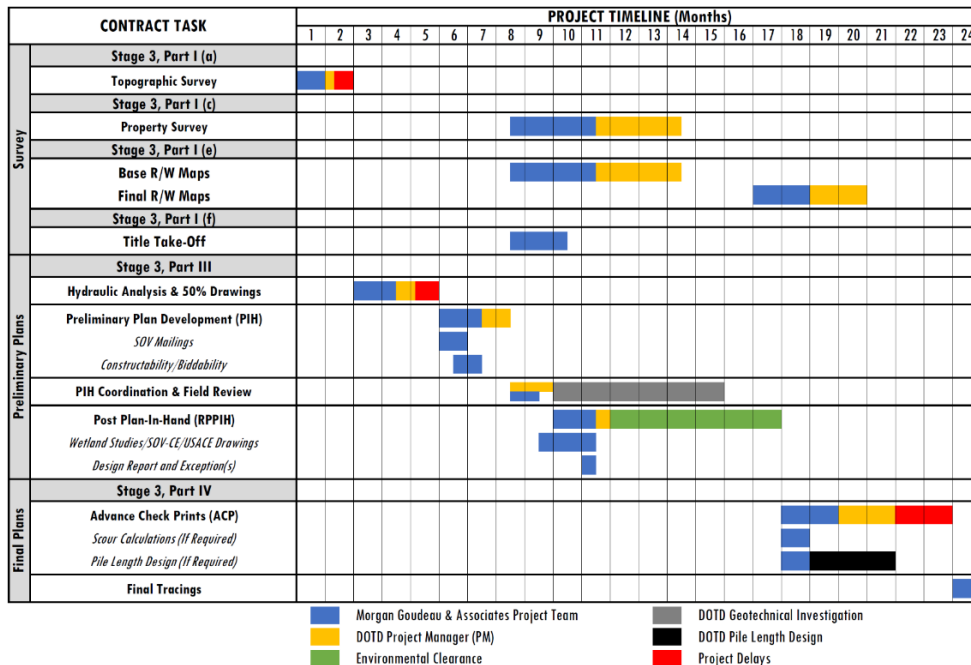 CONTRACT TASK
PROJECT TIMELINE (Months)
1 2 3 4 5 6 7 8 9 10 11 12 13 14 15 16 17 18 19 20 21 22 23 24
Survey
Stage 3, Part I (a)
Topographic Survey
Stage 3, Part I (c)
Property Survey
Stage 3, Part I (e)
Base R/W Maps
Final R/W Maps
Stage 3, Part I (f)
Title Take-Off
Preliminary Plans
Stage 3, Part III
Hydraulic Analysis & 50% Drawings
Preliminary Plan Development (PIH)
SOV Mailings
Constructability/Biddability
PIH Coordination & Field Review
Post Plan-In-Hand (RPPIH)
Wetland Studies/SOV-CE/USACE Drawings
Design Report and Exception(s)
Final Plans
Stage 3, Part IV
Advance Check Prints (ACP)
Scour Calculations (If Required)
Pile Length Design (If Required)
Final Tracings
Morgan Goudeau & Associates Project Team
DOTD Project Manager (PM)
Environmental Clearance
DOTD Geotechnical Investigation
DOTD Pile Length Design
Project Delays